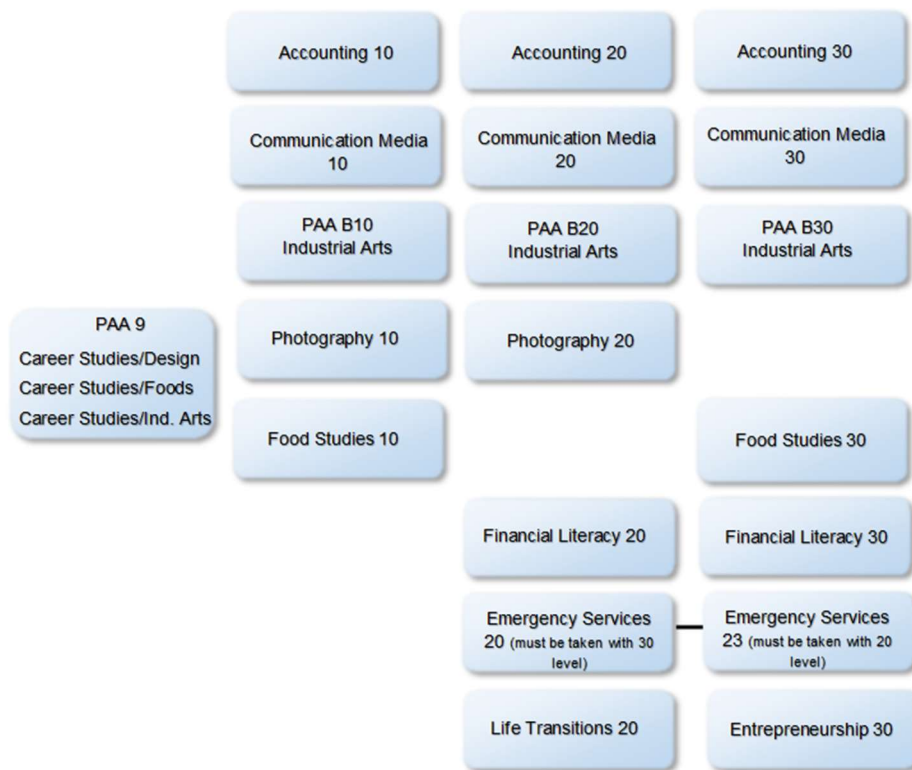 Accounting 10
Accounting 20
Accounting 30
Communication Media
10
Communication Media
20
Communication Media
30
PAA B10
Industrial Arts
PAA B20
Industrial Arts
PAA B30
Industrial Arts
PAA 9
Career Studies/Design
Career Studies/Foods
Career Studies/Ind. Arts
Photography 10
Photography 20
Food Studies 10
Food Studies 30
Financial Literacy 20
Financial Literacy 30
Emergency Services
20 (must be taken with 30
level)
Emergency Services
23 (must be taken with 20
level)
Life Transitions 20
Entrepreneurship 30